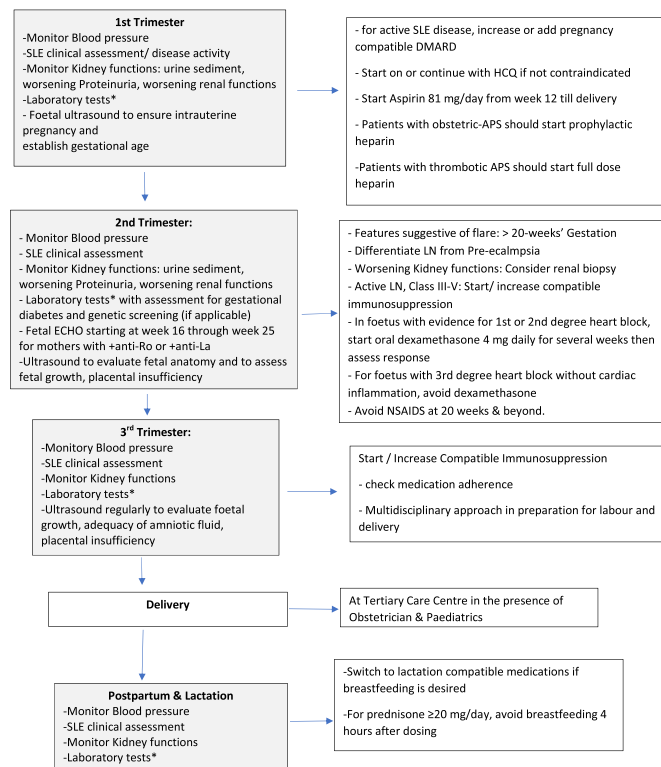 1st Trimester
-Monitor Blood pressure
-SLE clinical assessment/ disease activity
-Monitor Kidney functions: urine sediment,
worsening Proteinuria, worsening renal functions
-Laboratory tests*
- Foetal ultrasound to ensure intrauterine
pregnancy and
establish gestational age
- for active SLE disease, increase or add pregnancy
compatible DMARD
- Start on or continue with HCQ if not contraindicated
- Start Aspirin 81 mg/day from week 12 till delivery
- Patients with obstetric-APS should start prophylactic
heparin
-Patients with thrombotic APS should start full dose
heparin
2nd Trimester:
- Monitor Blood pressure
- SLE clinical assessment
- Monitor Kidney functions: urine sediment,
worsening Proteinuria, worsening renal functions
- Laboratory tests* with assessment for gestational
diabetes and genetic screening (if applicable)
- Fetal ECHO starting at week 16 through week 25
for mothers with +anti-Ro or +anti-La
-Ultrasound to evaluate fetal anatomy and to assess
fetal growth, placental insufficiency
- Features suggestive of flare: > 20-weeks’ Gestation
- Differentiate LN from Pre-ecalmpsia
- Worsening Kidney functions: Consider renal biopsy
- Active LN, Class III-V: Start/ increase compatible
immunosuppression
- In foetus with evidence for 1st or 2nd degree heart block,
start oral dexamethasone 4 mg daily for several weeks then
assess response
- For foetus with 3rd degree heart block without cardiac
inflammation, avoid dexamethasone
- Avoid NSAIDS at 20 weeks & beyond.
3rd Trimester:
-Monitory Blood pressure
-SLE clinical assessment
-Monitor Kidney functions
-Laboratory tests*
-Ultrasound regularly to evaluate foetal
growth, adequacy of amniotic fluid,
placental insufficiency
Start / Increase Compatible Immunosuppression
- check medication adherence
- Multidisciplinary approach in preparation for labour and
delivery
Delivery
At Tertiary Care Centre in the presence of
Obstetrician & Paediatrics
Postpartum & Lactation
-Monitor Blood pressure
-SLE clinical assessment
-Monitor Kidney functions
-Laboratory tests*
-Switch to lactation compatible medications if
breastfeeding is desired
-For prednisone ≥20 mg/day, avoid breastfeeding 4
hours after dosing